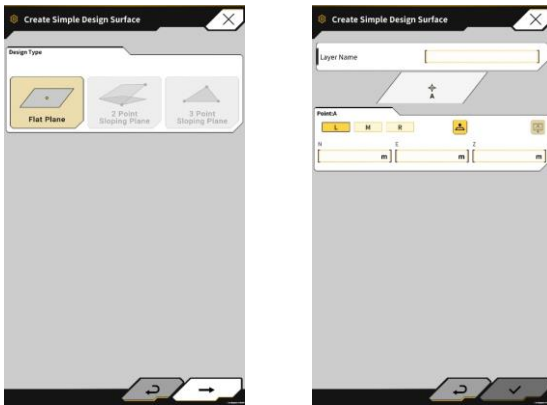 Create Simple Design Surface
Design Type
Flat Plane
2 Point
Sloping Plane
3 Point
Sloping Plane
Create Simple Design Surface
Layer Name
A
Point:A
L M R
N E Z
m m m